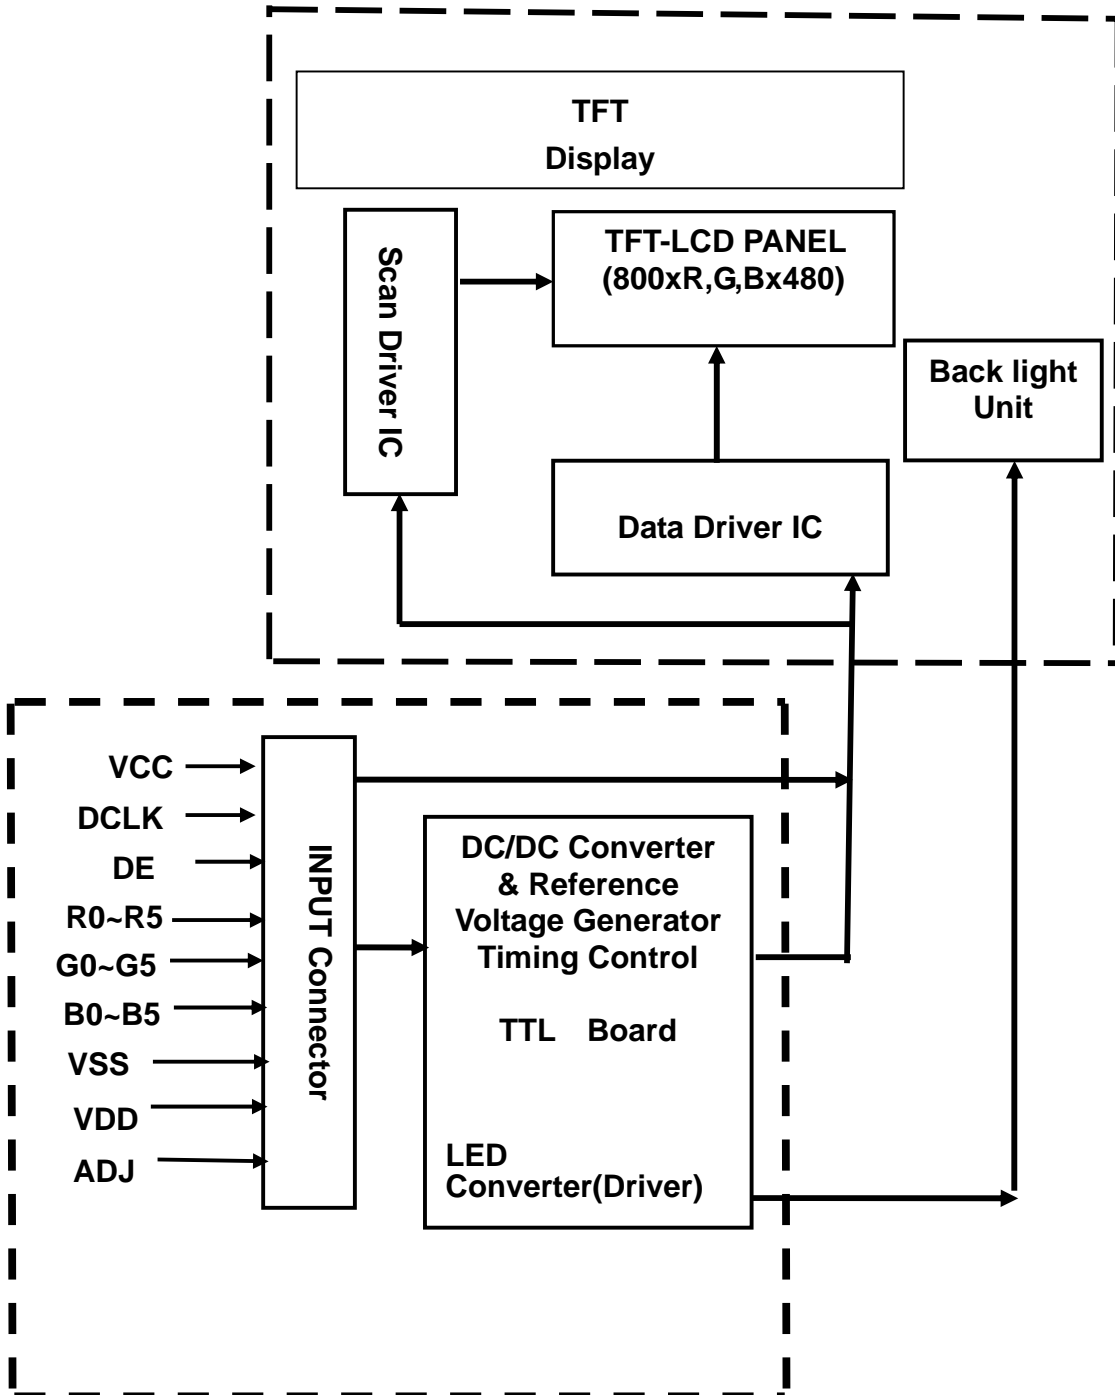 TFT
Display
TFT-LCD PANEL
(800xR,G,Bx480)
Scan Driver IC
Back light
Unit
Data Driver IC
VCC
DCLK
DE
R0~R5
G0~G5
B0~B5
VSS
VDD
ADJ
INPUT Connector
DC/DC Converter
& Reference
Voltage Generator
Timing Control
TTL Board
LED
Converter(Driver)